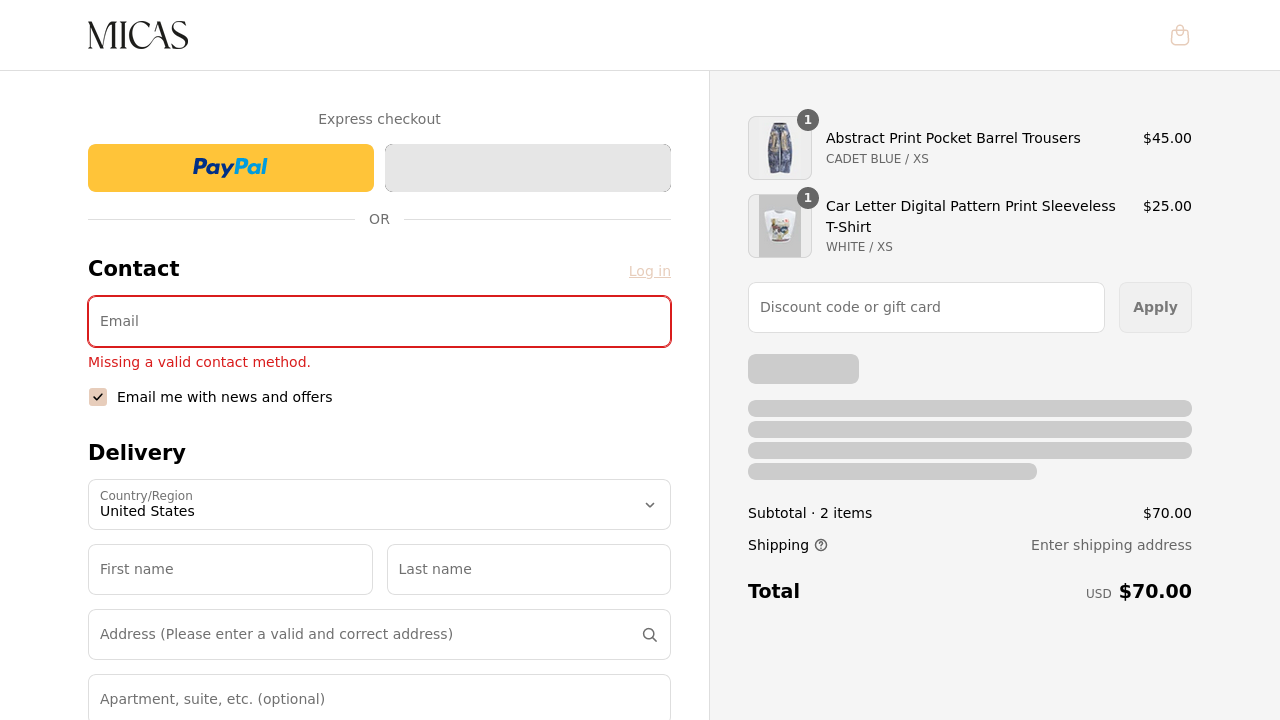 MICAS
Express checkout
PayPal
OR
Contact
Log in
Email
Missing a valid contact method.
Email me with news and offers
Delivery
Country/Region
United States
First name
Last name
Address (Please enter a valid and correct address)
Apartment, suite, etc. (optional)
1
Abstract Print Pocket Barrel Trousers
$45.00
CADET BLUE / XS
1
Car Letter Digital Pattern Print Sleeveless
T-Shirt
$25.00
WHITE / XS
Discount code or gift card
Apply
Subtotal · 2 items
$70.00
Shipping
Enter shipping address
Total
USD $70.00